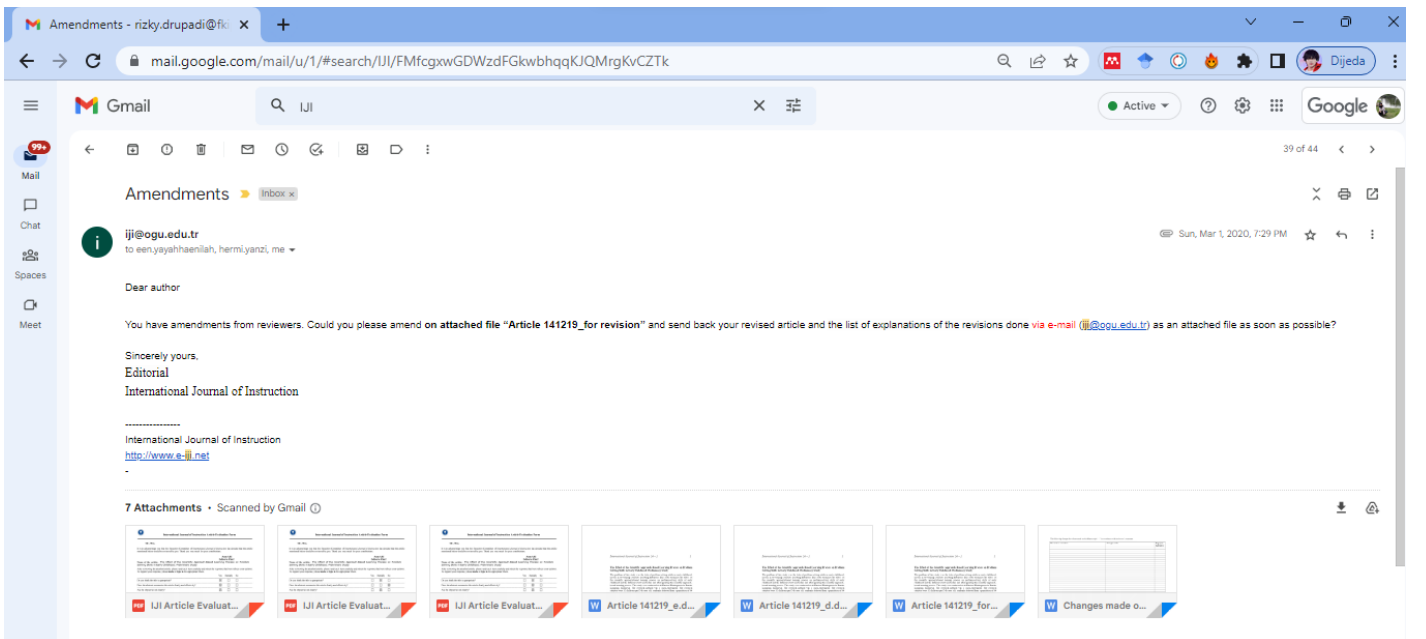 Amendments - rizky.drupadi@fk
mail.google.com/mail/u/1/#search/IJI/FMfcgxwGDWzdFGkwbhqqKJQMrgKvCZTk
Dijeda
Gmail
IJI
Active
Google
99+
39 of 44
Mail
Amendments
Inbox ×
Chat
iji@ogu.edu.tr
Sun, Mar 1, 2020, 7:29 PM
to een.yayahhaenilah, hermi.yanzi, me
Spaces
Dear author
Meet
You have amendments from reviewers. Could you please amend on attached file “Article 141219_for revision” and send back your revised article and the list of explanations of the revisions done via e-mail (iji@ogu.edu.tr) as an attached file as soon as possible?
Sincerely yours,
Editorial
International Journal of Instruction
----------------
International Journal of Instruction
http://www.e-iji.net
-
7 Attachments • Scanned by Gmail
PDF IJI Article Evaluat...
PDF IJI Article Evaluat...
PDF IJI Article Evaluat...
W Article 141219_e.d...
W Article 141219_d.d...
W Article 141219_for...
W Changes made o...